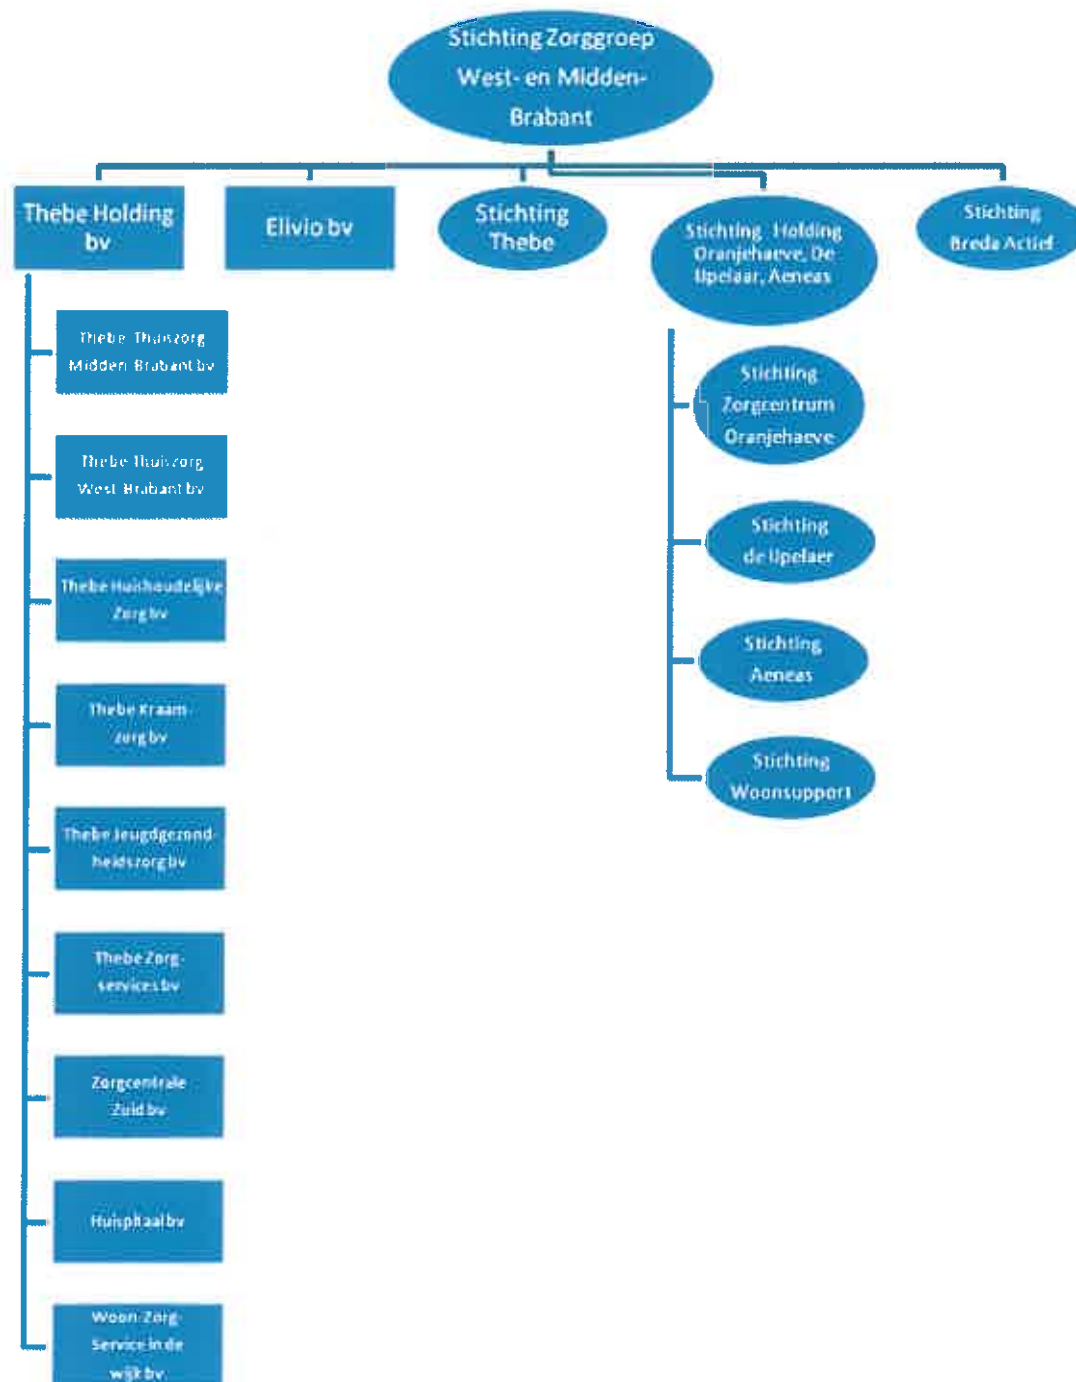 Stichting Zorggroep
West- en Midden-
Brabant
Thebe Holding
bv
Elivio bv
Stichting
Thebe
Stichting Holding
Oranjehaeve, De
IJpelaar, Aeneas
Stichting
Breda Actief
Thebe Thuiszorg
Midden-Brabant bv
Thebe Thuiszorg
West-Brabant bv
Thebe Huishoudelijke
Zorg bv
Thebe Kraam-
zorg bv
Thebe Jeugdgezond-
heidszorg bv
Thebe Zorg-
services bv
Zorgcentrale
Zuid bv
Huisphaal bv
Woon-Zorg-
Service in de
wijk bv
Stichting
Zorgcentrum
Oranjehaeve
Stichting
de IJpelaer
Stichting
Aeneas
Stichting
Woonsupport